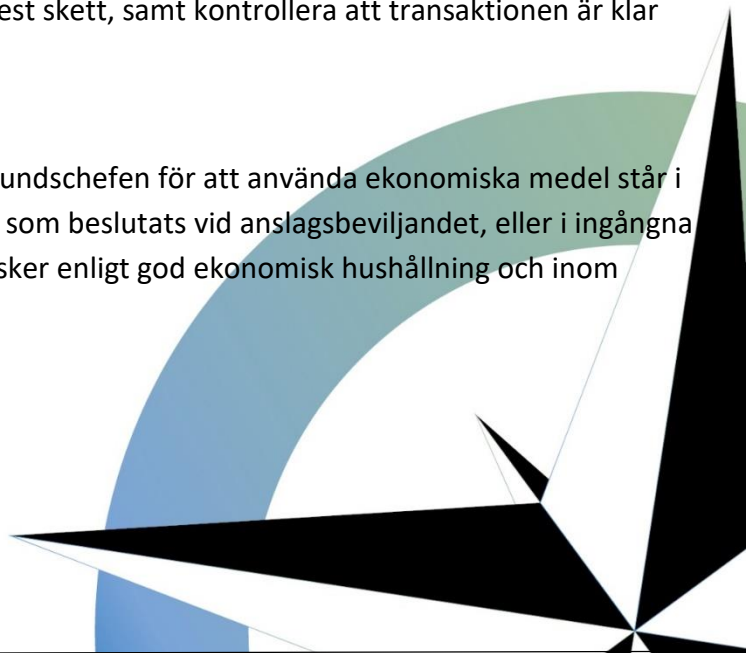 est skett, samt kontrollera att transaktionen är klar
undschefen för att använda ekonomiska medel står i
som beslutats vid anslagsbeviljandet, eller i ingångna
sker enligt god ekonomisk hushållning och inom